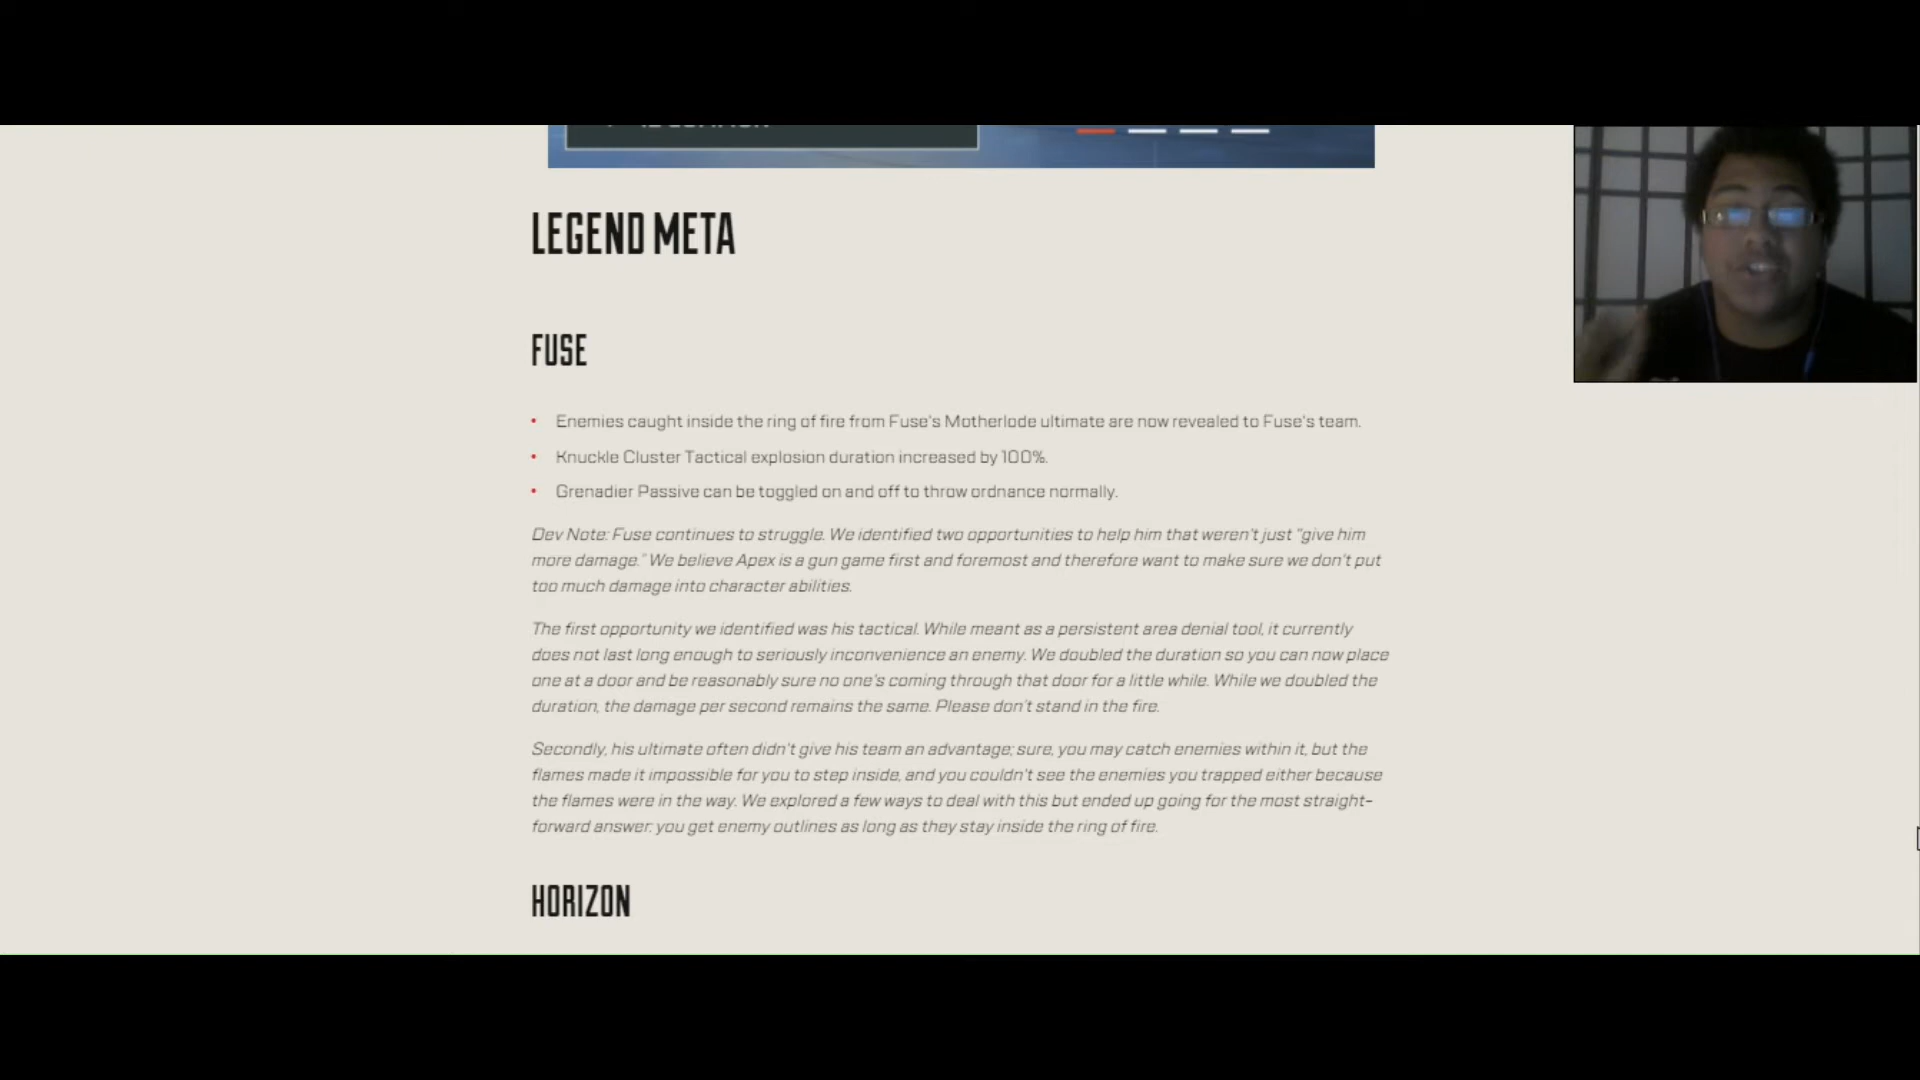 LEGEND META
FUSE
• Enemies caught inside the ring of fire from Fuse's Motherlode ultimate are now revealed to Fuse's team.
• Knuckle Cluster Tactical explosion duration increased by 100%.
• Grenadier Passive can be toggled on and off to throw ordnance normally.
Dev Note: Fuse continues to struggle. We identified two opportunities to help him that weren't just "give him
more damage." We believe Apex is a gun game first and foremost and therefore want to make sure we don't put
too much damage into character abilities.
The first opportunity we identified was his tactical. While meant as a persistent area denial tool, it currently
does not last long enough to seriously inconvenience an enemy. We doubled the duration so you can now place
one at a door and be reasonably sure no one's coming through that door for a little while. While we doubled the
duration, the damage per second remains the same. Please don't stand in the fire.
Secondly, his ultimate often didn't give his team an advantage; sure, you may catch enemies within it, but the
flames made it impossible for you to step inside, and you couldn't see the enemies you trapped either because
the flames were in the way. We explored a few ways to deal with this but ended up going for the most straight-
forward answer: you get enemy outlines as long as they stay inside the ring of fire.
HORIZON